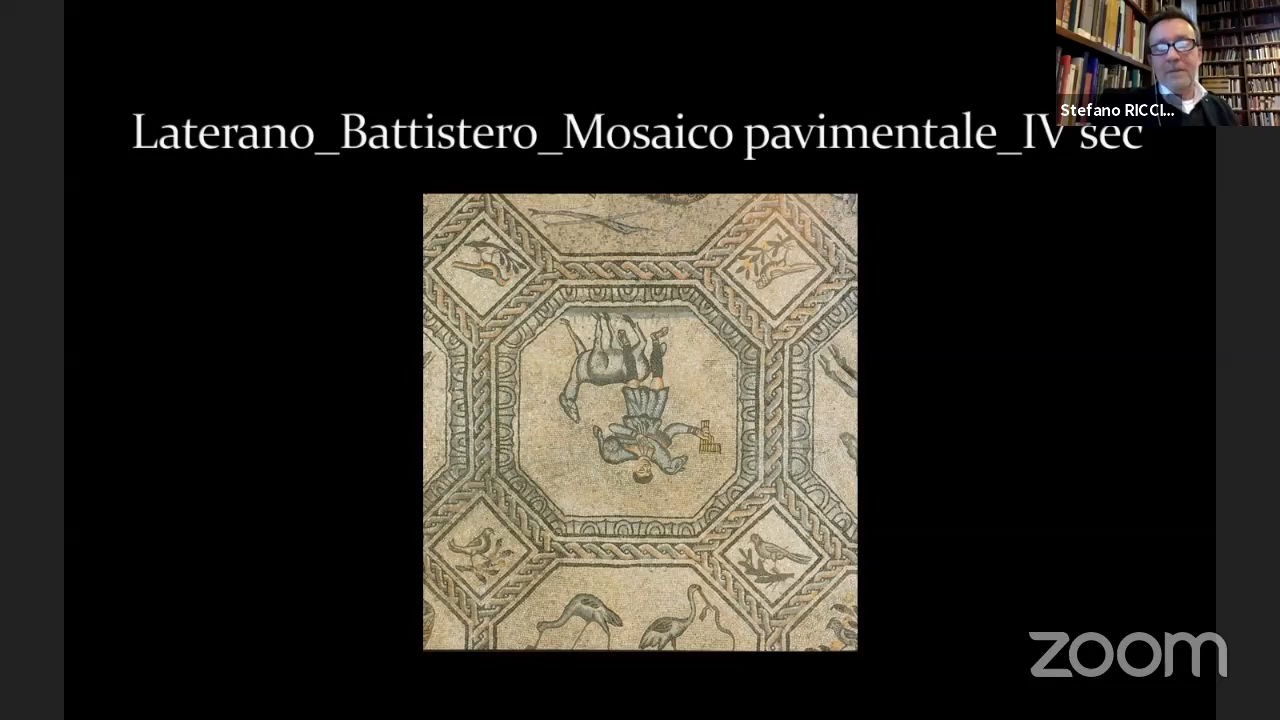 Stefano RICCI...
Laterano_Battistero_Mosaico pavimentale_IV sec
zoom